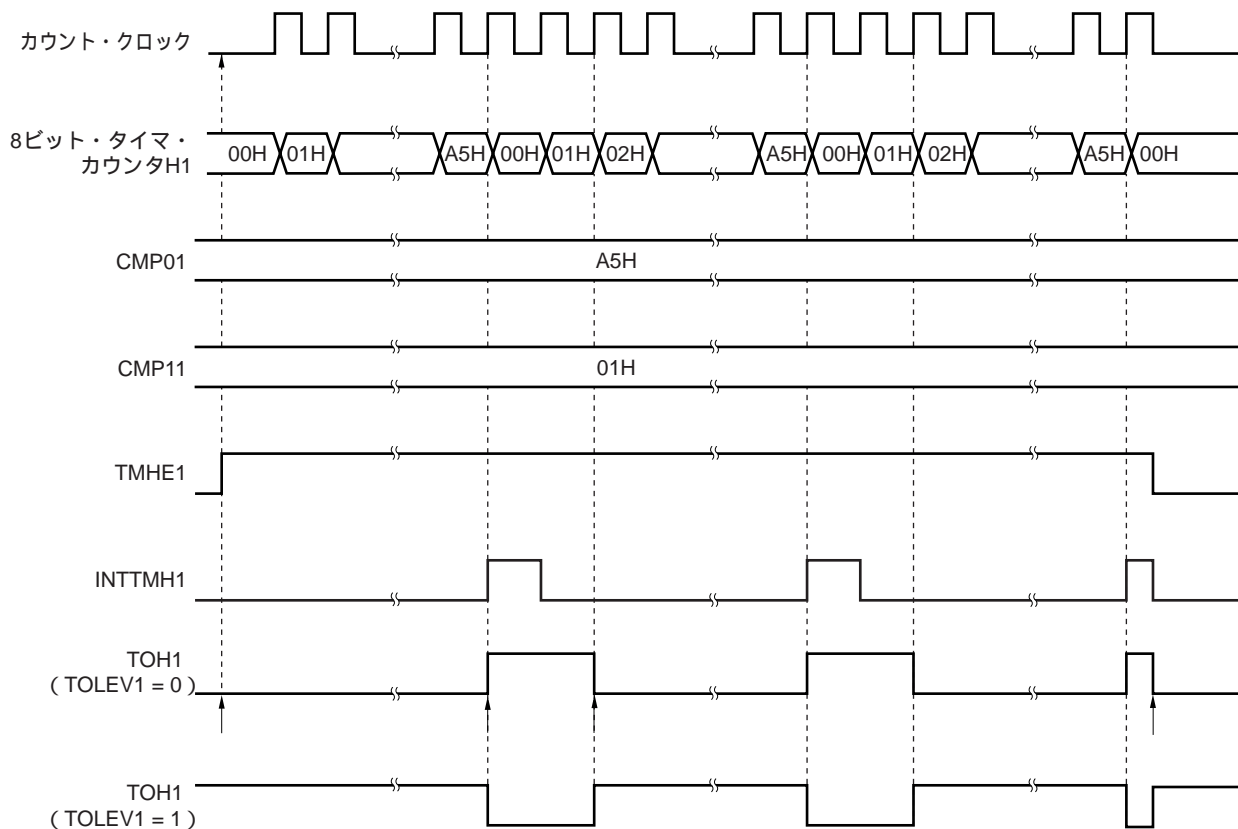 カウント・クロック
8ビット・タイマ・
カウンタH1
00H 01H A5H 00H 01H 02H A5H 00H 01H 02H A5H 00H
CMP01
A5H
CMP11
01H
TMHE1
INTTMH1
TOH1
（TOLEV1 = 0）
TOH1
（TOLEV1 = 1）